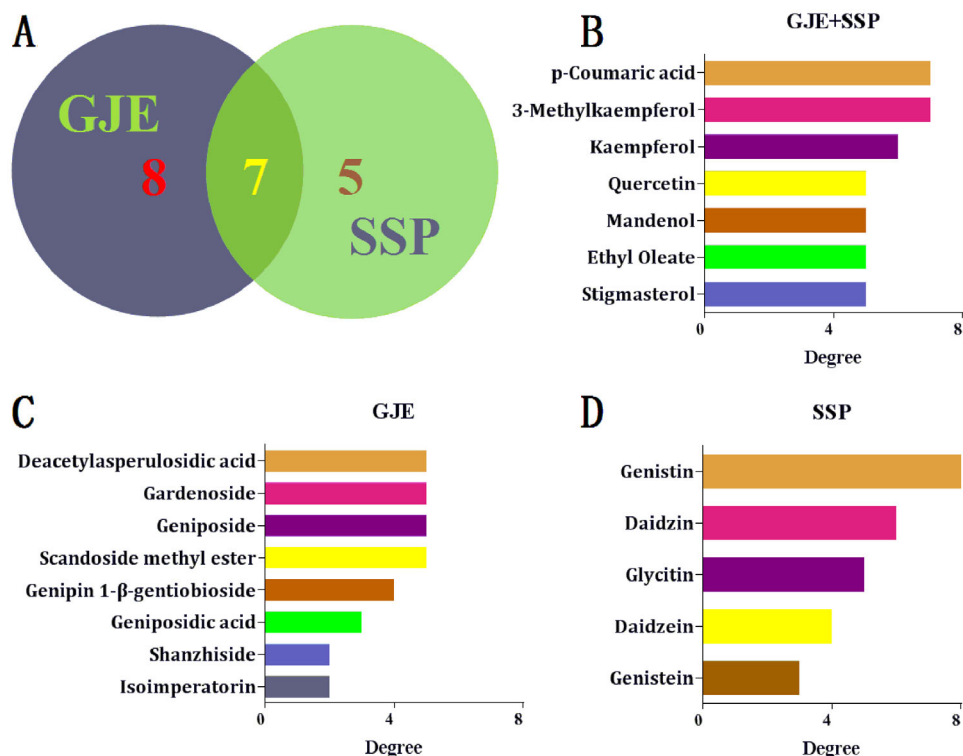 A
GJE
8
7
5
SSP
B
GJE+SSP
p-Coumaric acid
3-Methylkaempferol
Kaempferol
Quercetin
Mandenol
Ethyl Oleate
Stigmasterol
0 4 8
Degree
C
GJE
Deacetylasperulosidic acid
Gardenoside
Geniposide
Scandoside methyl ester
Genipin 1-β-gentiobioside
Geniposidic acid
Shanzhiside
Isoimperatorin
0 4 8
Degree
D
SSP
Genistin
Daidzin
Glycitin
Daidzein
Genistein
0 4 8
Degree